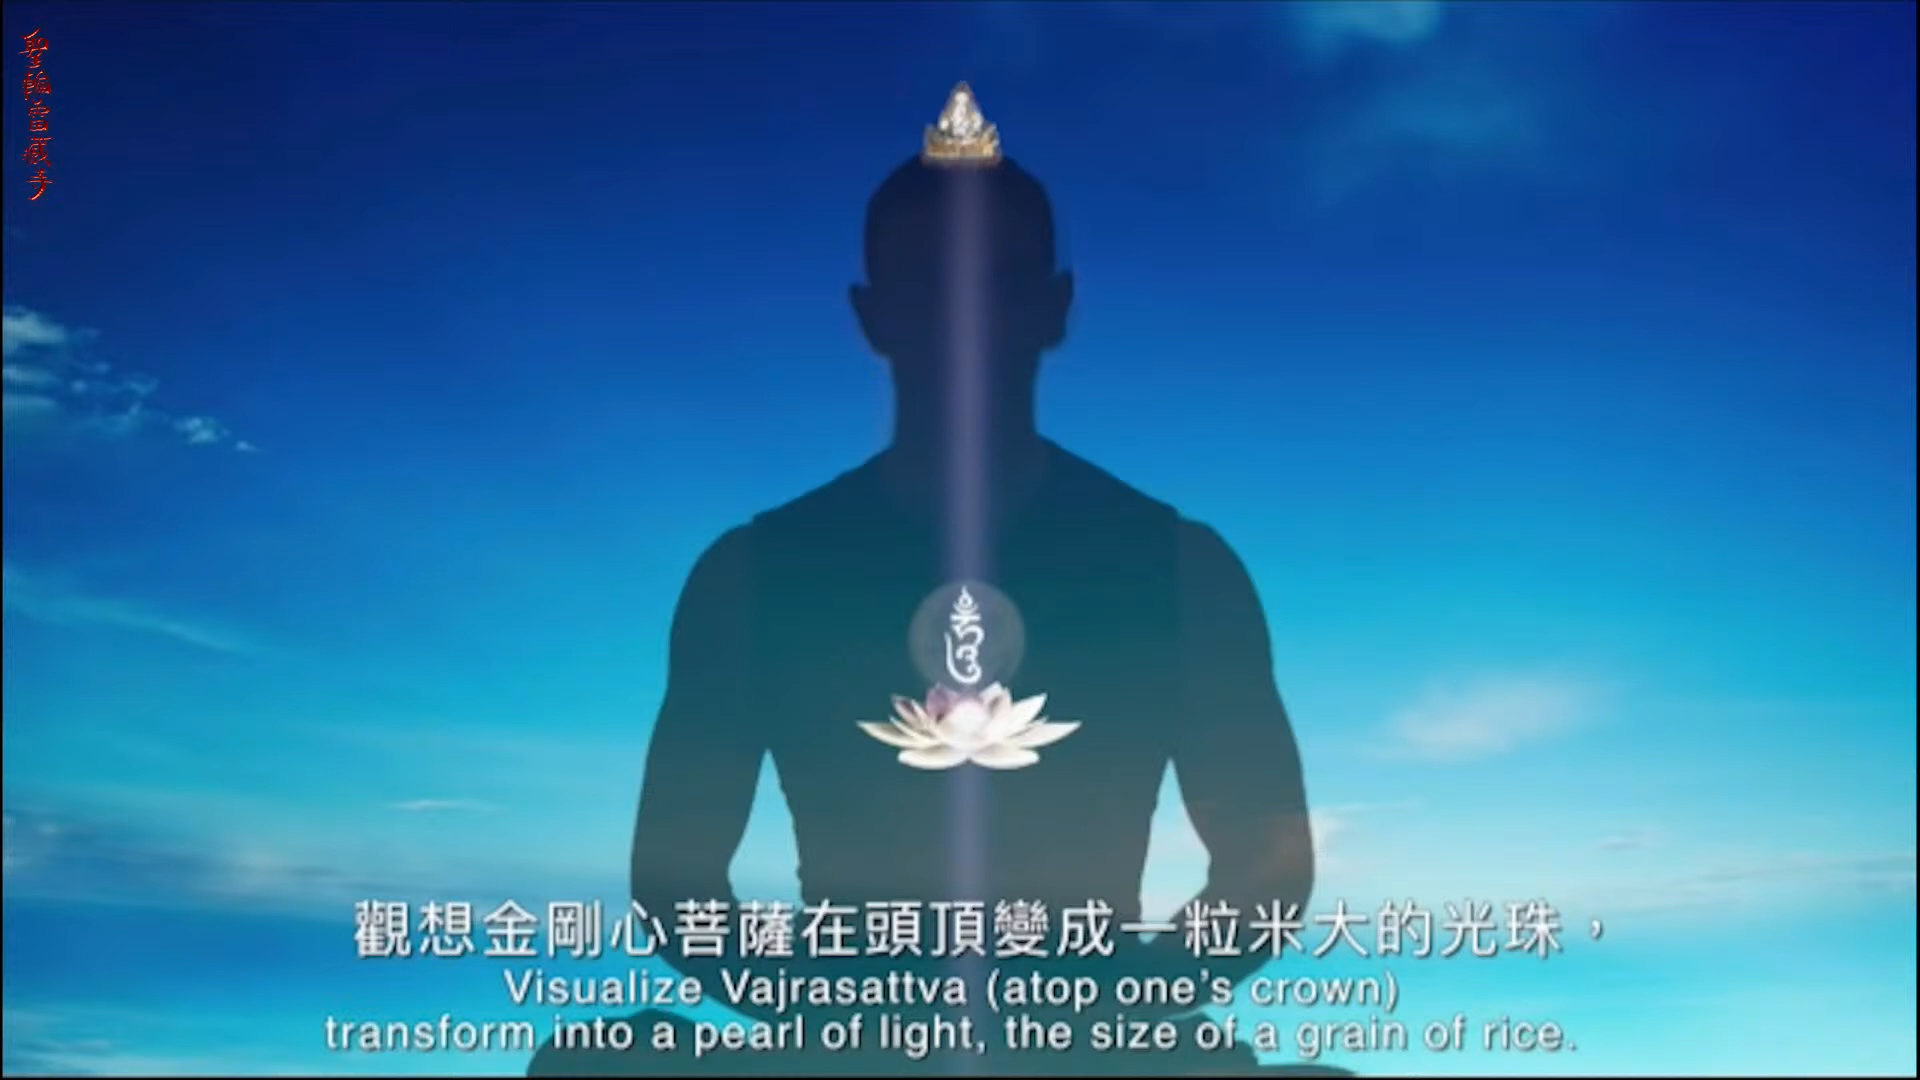 聖臨雷藏寺
觀想金剛心菩薩在頭頂變成一粒米大的光珠，
Visualize Vajrasattva (atop one's crown)
transform into a pearl of light, the size of a grain of rice.